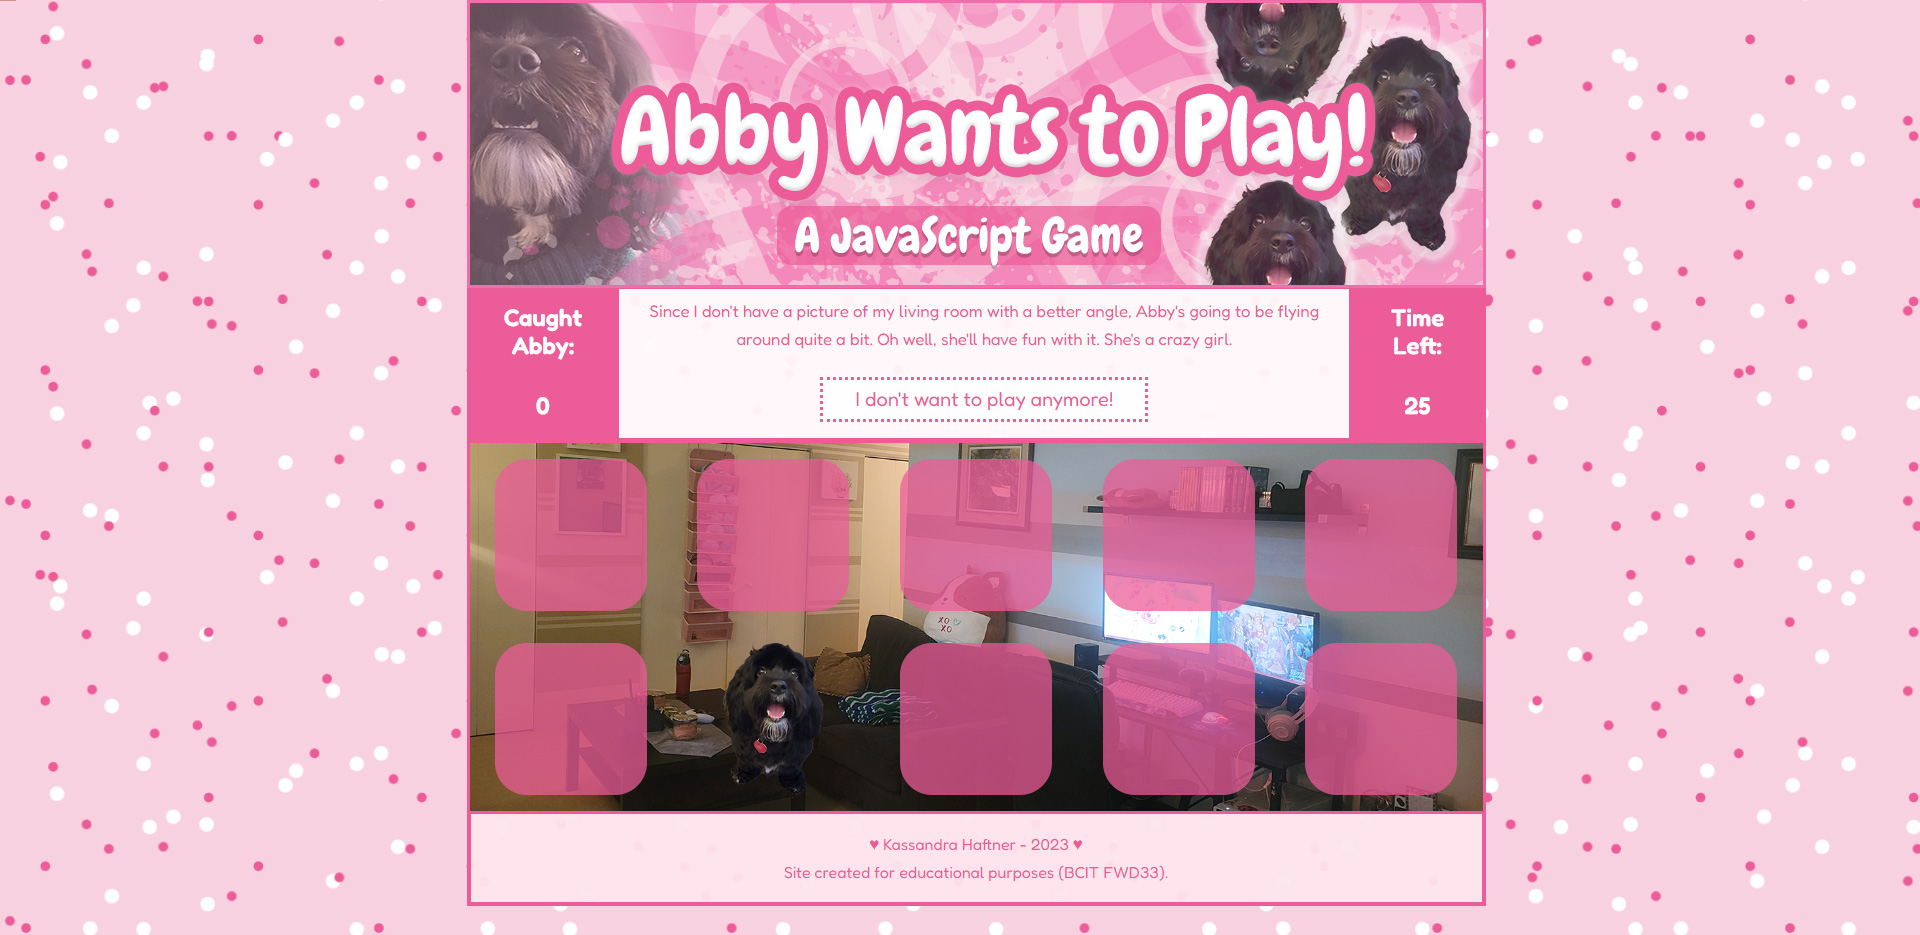 Abby Wants to Play!
A JavaScript Game
Caught
Abby:
0
Since I don't have a picture of my living room with a better angle, Abby's going to be flying
around quite a bit. Oh well, she'll have fun with it. She's a crazy girl.
I don't want to play anymore!
Time
Left:
25
XO ♡
XO
♥ Kassandra Haftner - 2023 ♥
Site created for educational purposes (BCIT FWD33).